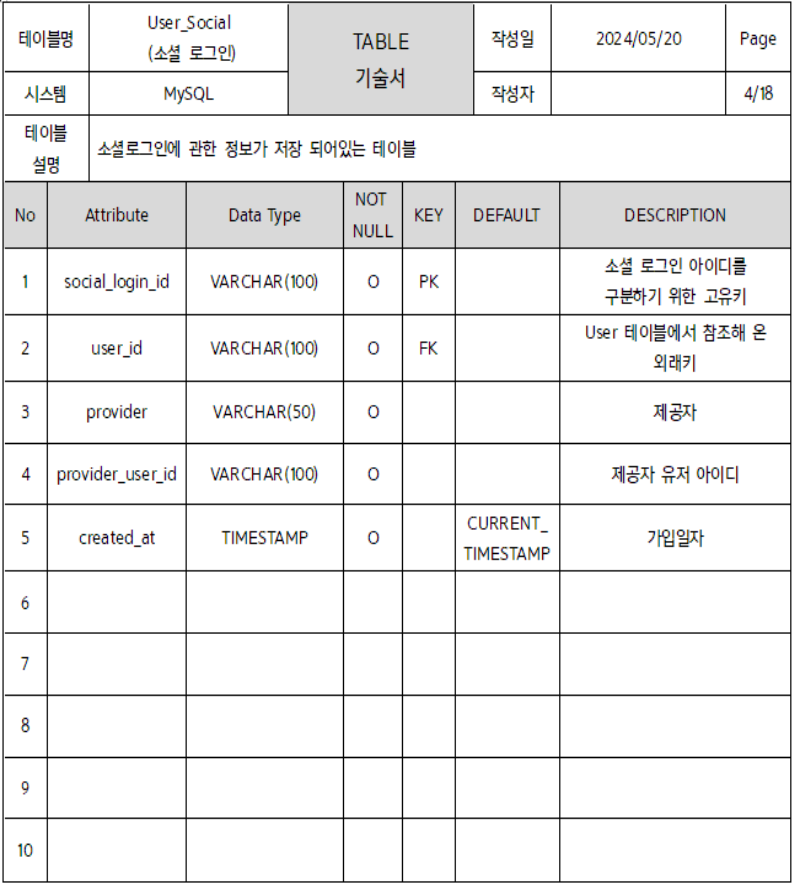 테이블명 User_Social (소셜 로그인) TABLE 기술서 작성일 2024/05/20 Page
시스템 MySQL 작성자 4/18
테이블 설명 소셜로그인에 관한 정보가 저장 되어있는 테이블
No Attribute Data Type NOT NULL KEY DEFAULT DESCRIPTION
1 social_login_id VARCHAR(100) O PK 소셜 로그인 아이디를 구분하기 위한 고유키
2 user_id VARCHAR(100) O FK User 테이블에서 참조해 온 외래키
3 provider VARCHAR(50) O 제공자
4 provider_user_id VARCHAR(100) O 제공자 유저 아이디
5 created_at TIMESTAMP O CURRENT_TIMESTAMP 가입일자
6
7
8
9
10